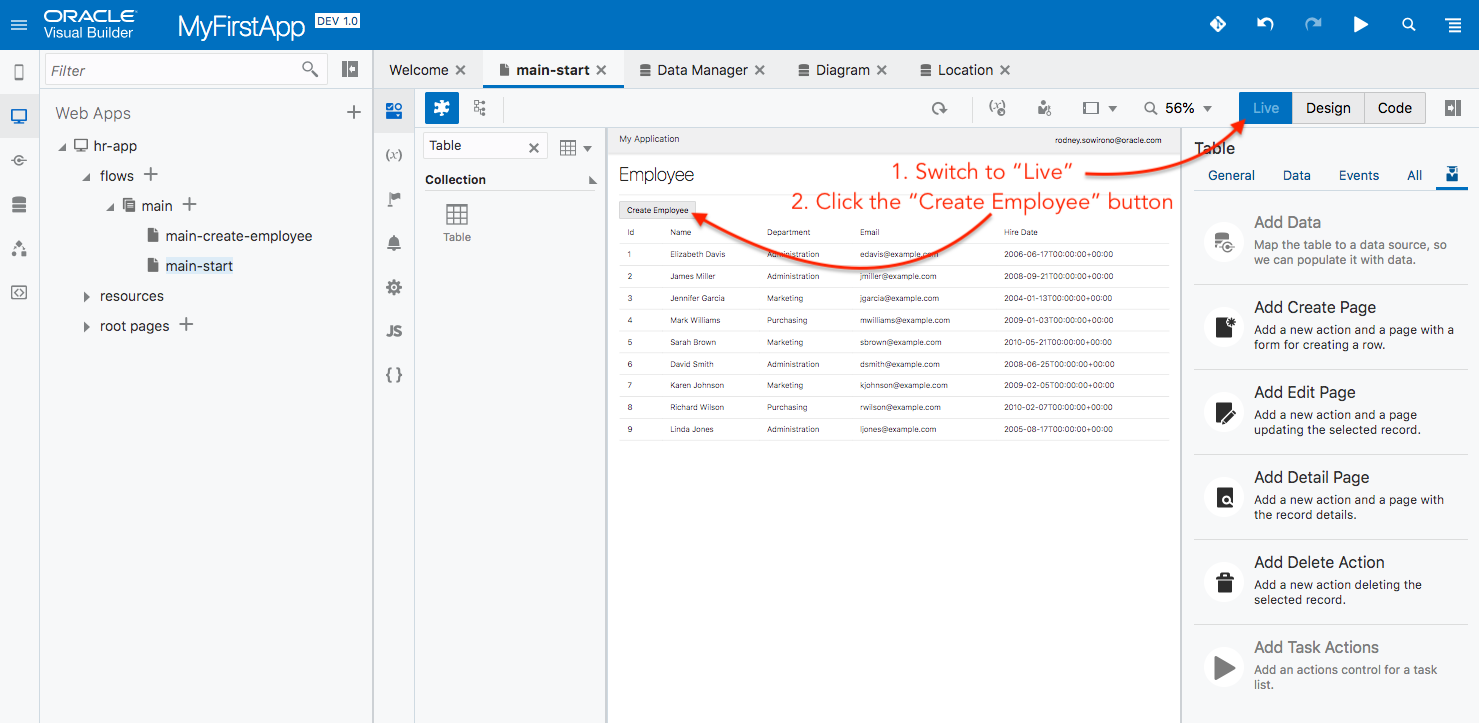 ORACLE
Visual Builder
MyFirstApp DEV 1.0
Filter
Welcome
main-start
Data Manager
Diagram
Location
Web Apps
hr-app
flows
main
main-create-employee
main-start
resources
root pages
(x)
JS
{ }
Table
Collection
Table
(x)
56%
Live
Design
Code
My Application
rodney.sowirono@oracle.com
Employee
1. Switch to “Live”
2. Click the “Create Employee” button
Create Employee
Id Name Department Email Hire Date
1 Elizabeth Davis Administration edavis@example.com 2006-06-17T00:00:00+00:00
2 James Miller Administration jmiller@example.com 2008-09-21T00:00:00+00:00
3 Jennifer Garcia Marketing jgarcia@example.com 2004-01-13T00:00:00+00:00
4 Mark Williams Purchasing mwilliams@example.com 2009-01-03T00:00:00+00:00
5 Sarah Brown Marketing sbrown@example.com 2010-05-21T00:00:00+00:00
6 David Smith Administration dsmith@example.com 2008-06-25T00:00:00+00:00
7 Karen Johnson Marketing kjohnson@example.com 2009-02-05T00:00:00+00:00
8 Richard Wilson Purchasing rwilson@example.com 2010-02-07T00:00:00+00:00
9 Linda Jones Administration ljones@example.com 2005-08-17T00:00:00+00:00
Table
General Data Events All
Add Data
Map the table to a data source, so
we can populate it with data.
Add Create Page
Add a new action and a page with a
form for creating a row.
Add Edit Page
Add a new action and a page
updating the selected record.
Add Detail Page
Add a new action and a page with
the record details.
Add Delete Action
Add a new action deleting the
selected record.
Add Task Actions
Add an actions control for a task
list.